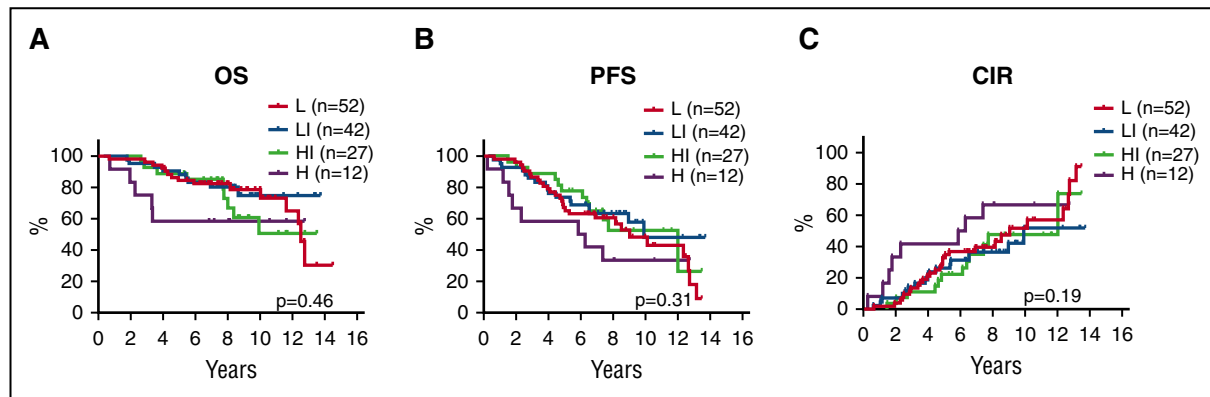 A
OS
L (n=52)
LI (n=42)
HI (n=27)
H (n=12)
100
80
60
40
20
0
%
p=0.46
0 2 4 6 8 10 12 14 16
Years
B
PFS
L (n=52)
LI (n=42)
HI (n=27)
H (n=12)
100
80
60
40
20
0
%
p=0.31
0 2 4 6 8 10 12 14 16
Years
C
CIR
L (n=52)
LI (n=42)
HI (n=27)
H (n=12)
100
80
60
40
20
0
%
p=0.19
0 2 4 6 8 10 12 14 16
Years